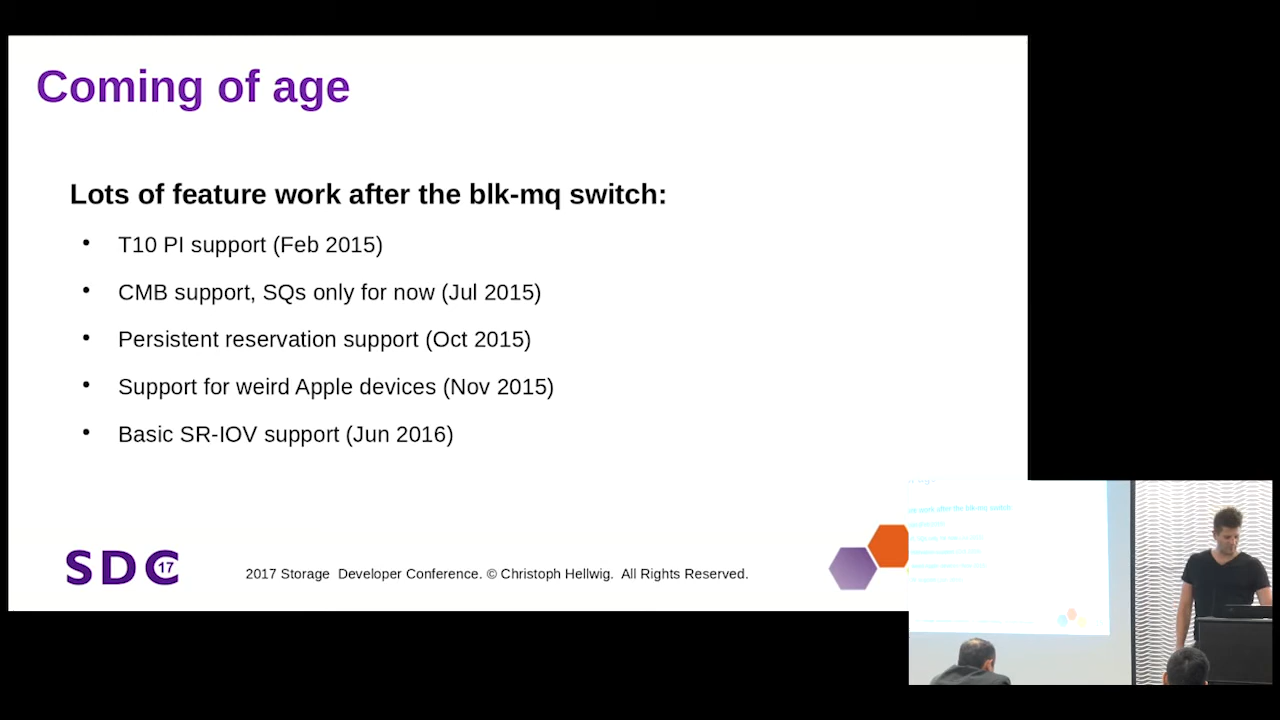 Coming of age
Lots of feature work after the blk-mq switch:
• T10 PI support (Feb 2015)
• CMB support, SQs only for now (Jul 2015)
• Persistent reservation support (Oct 2015)
• Support for weird Apple devices (Nov 2015)
• Basic SR-IOV support (Jun 2016)
SDC 17
2017 Storage Developer Conference. © Christoph Hellwig. All Rights Reserved.